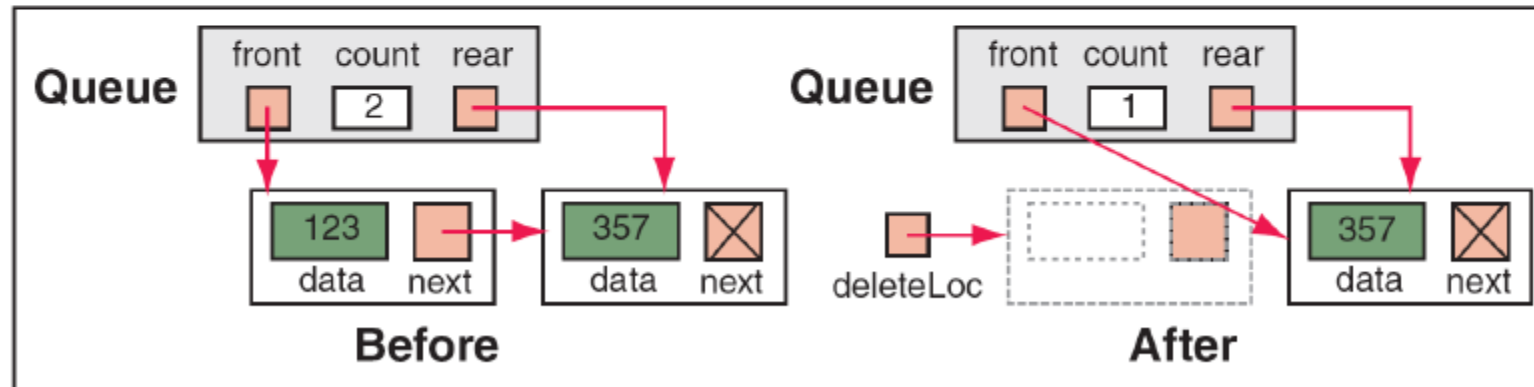 front count rear
Queue
2
123
data
next
357
data
next
Before
front count rear
Queue
1
deleteLoc
357
data
next
After